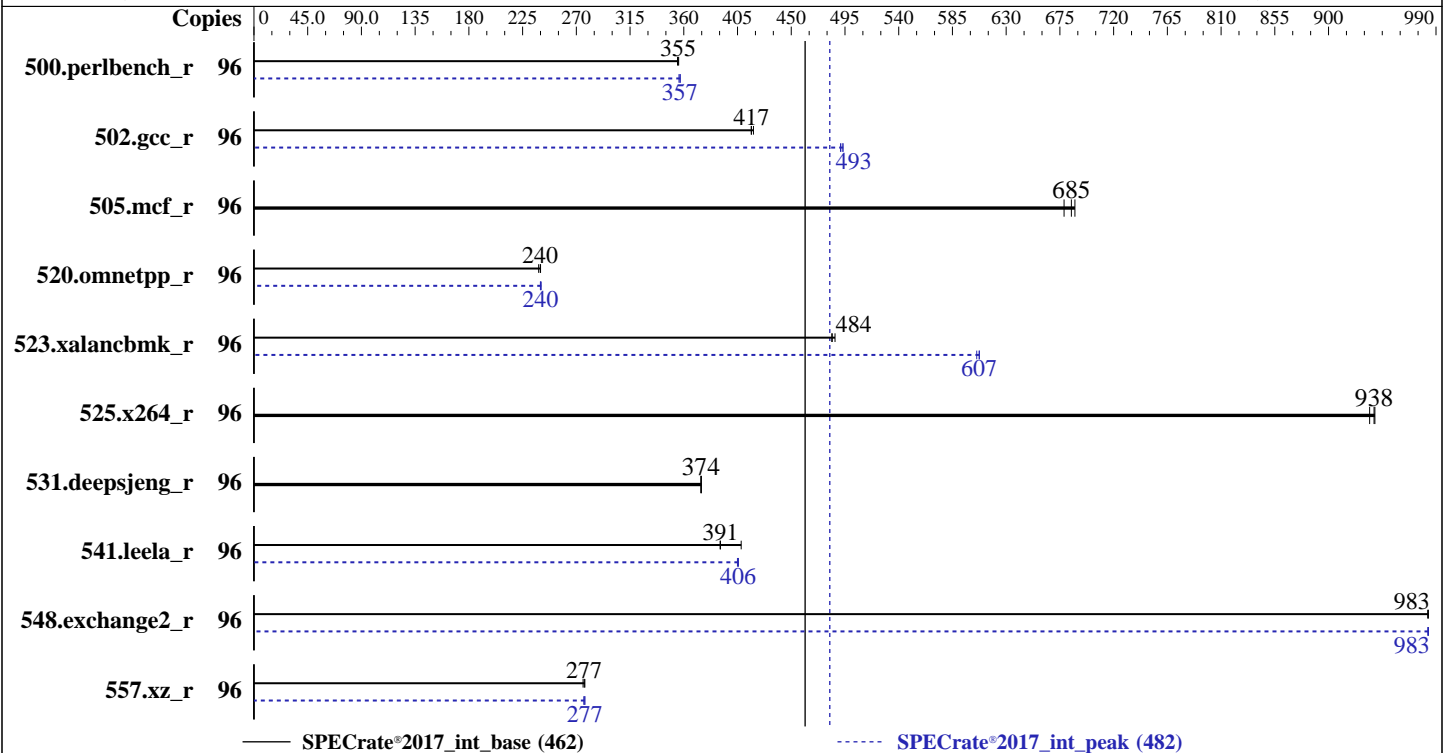 Copies 0 45.0 90.0 135 180 225 270 315 360 405 450 495 540 585 630 675 720 765 810 855 900 990
500.perlbench_r 96 355
357
502.gcc_r 96 417
493
505.mcf_r 96 685
520.omnetpp_r 96 240
240
523.xalancbmk_r 96 484
607
525.x264_r 96 938
531.deepsjeng_r 96 374
541.leela_r 96 391
406
548.exchange2_r 96 983
983
557.xz_r 96 277
277
SPECrate®2017_int_base (462) SPECrate®2017_int_peak (482)